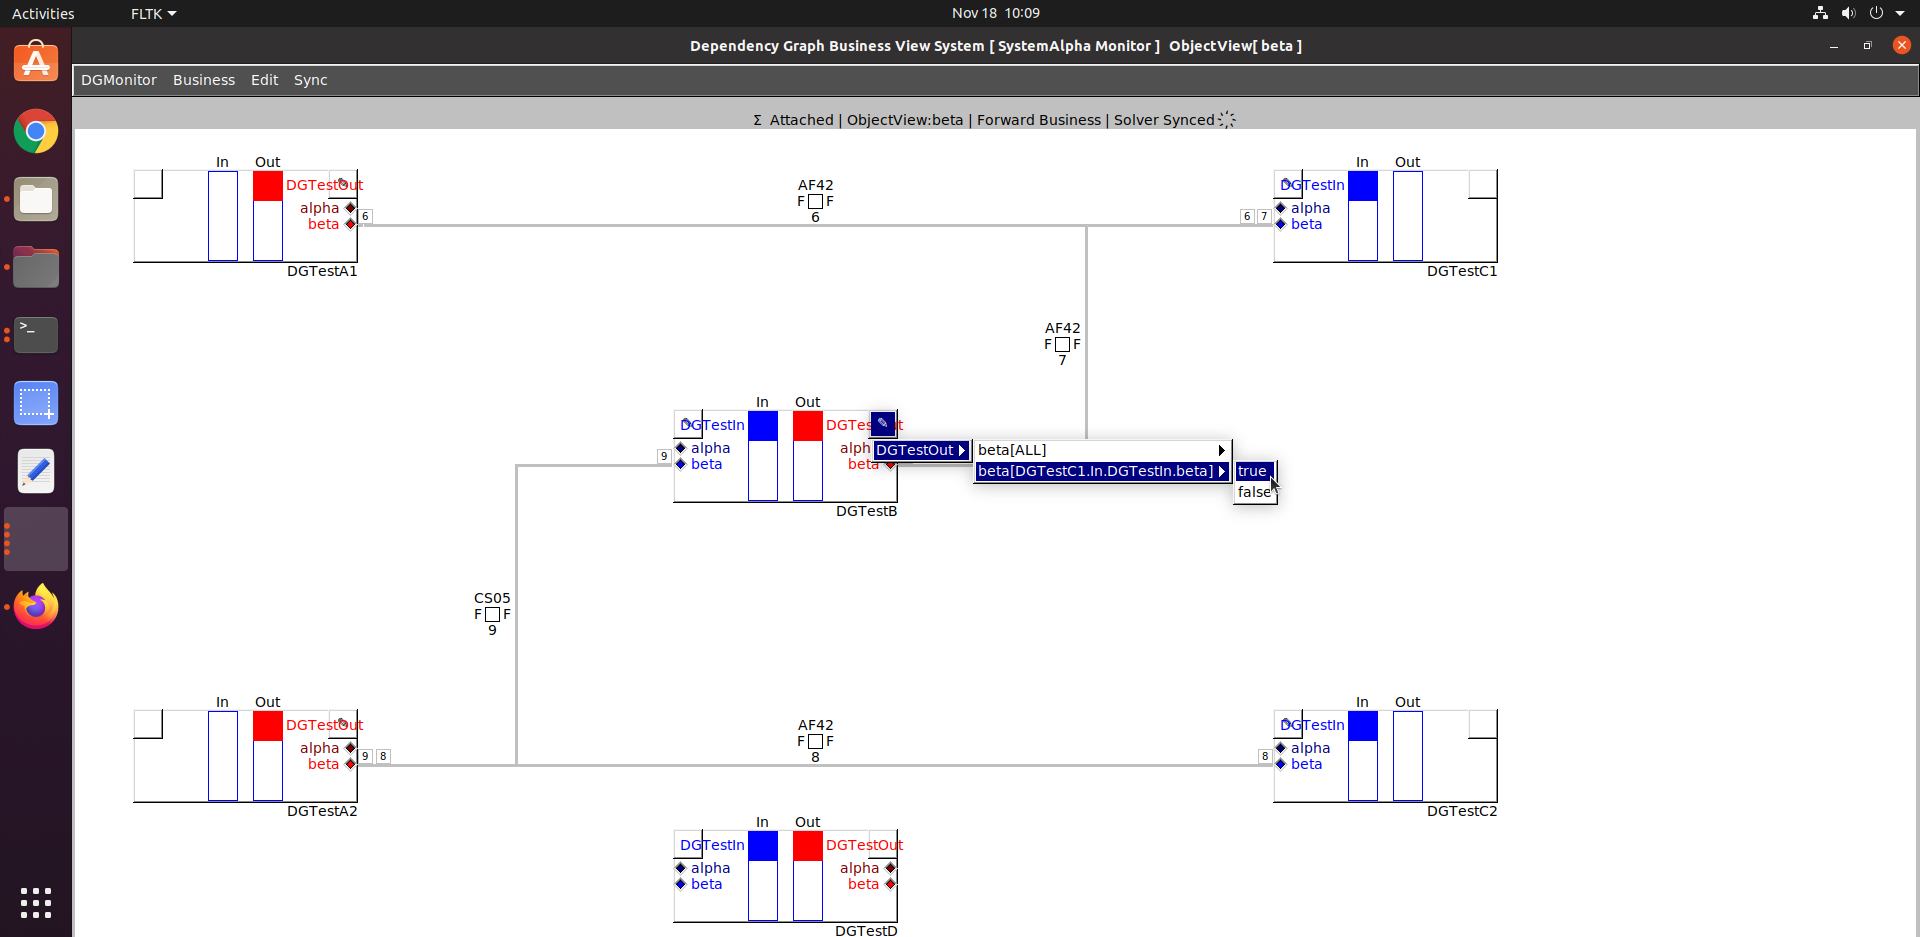 Activities
FLTK
Nov 18 10:09
Dependency Graph Business View System [ SystemAlpha Monitor ] ObjectView[ beta ]
DGMonitor Business Edit Sync
Σ Attached | ObjectView:beta | Forward Business | Solver Synced
In Out
DGTestOut
alpha
beta
6
DGTestA1
AF42
F F
6
In Out
DGTestIn
6 7
alpha
beta
DGTestC1
AF42
F F
7
In Out
DGTestIn
9
alpha
beta
alph
beta
DGTestB
DGTestOut
beta[ALL]
beta[DGTestC1.In.DGTestIn.beta]
true
false
CS05
F F
9
In Out
DGTestOut
alpha
beta
9 8
DGTestA2
AF42
F F
8
In Out
DGTestIn
8
alpha
beta
DGTestC2
In Out
DGTestIn DGTestOut
alpha alpha
beta beta
DGTestD